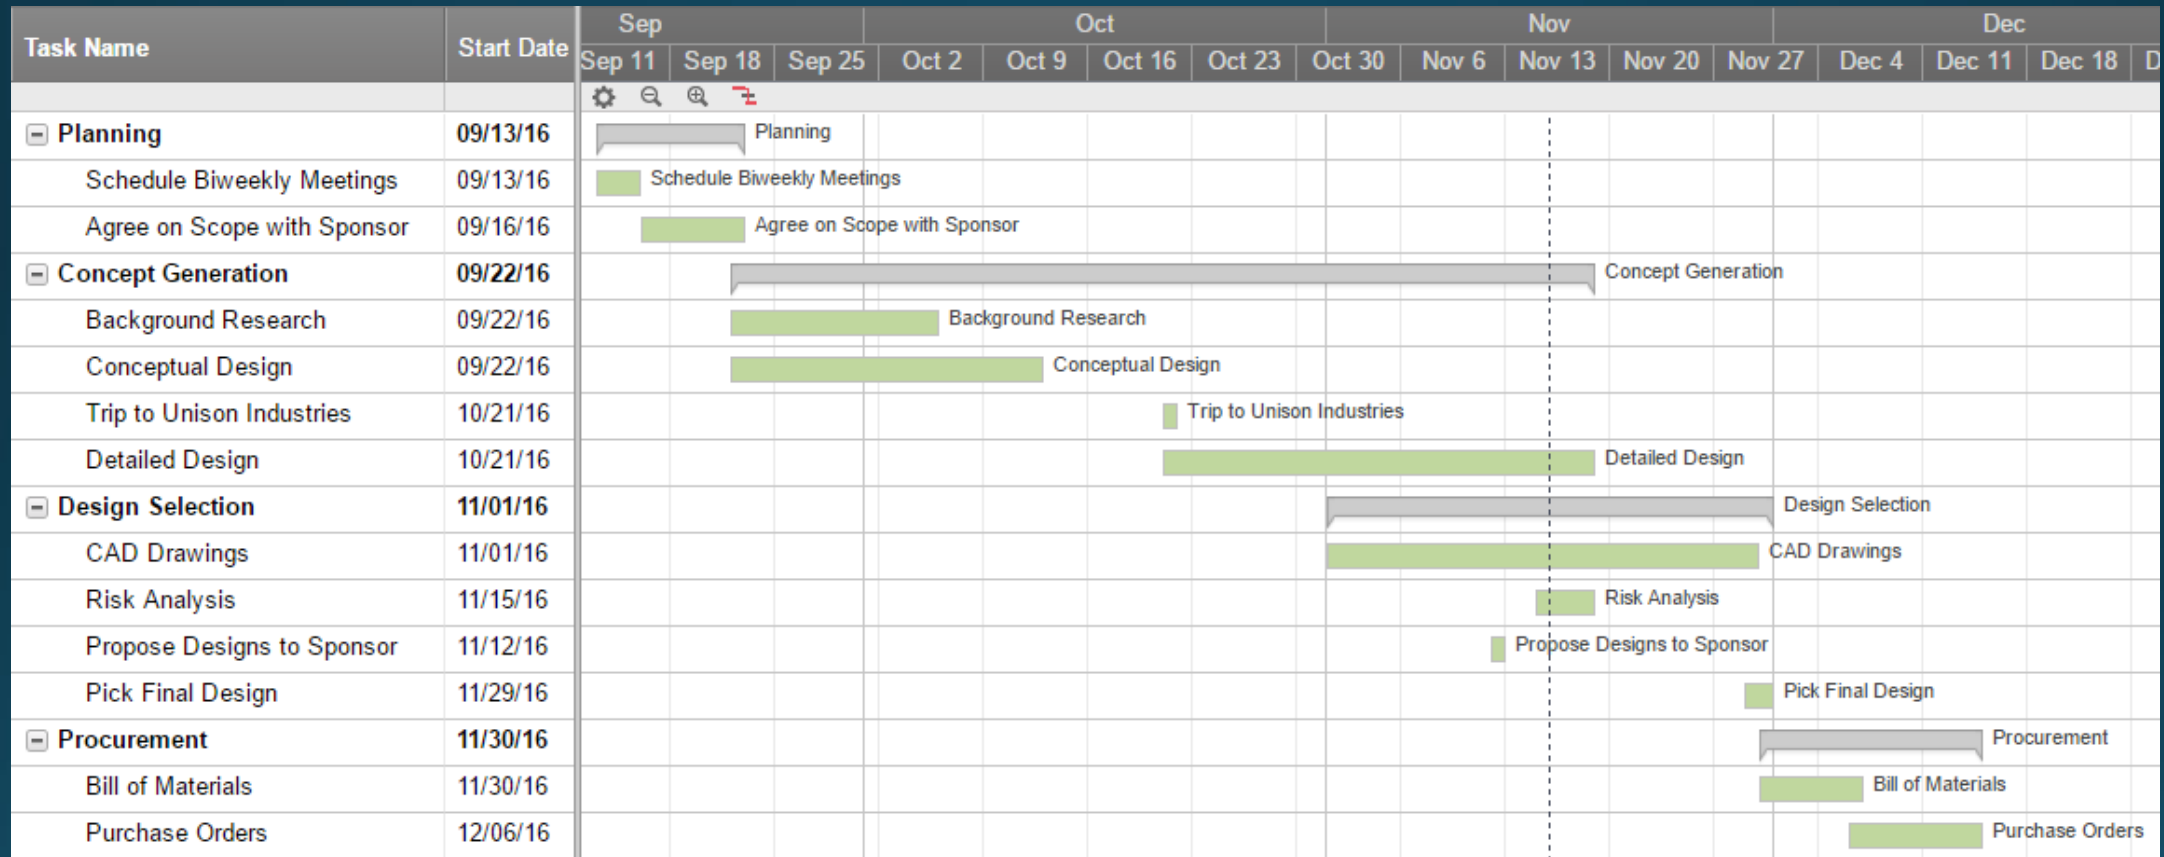 Task Name Start Date Sep Oct Nov Dec
Sep 11 Sep 18 Sep 25 Oct 2 Oct 9 Oct 16 Oct 23 Oct 30 Nov 6 Nov 13 Nov 20 Nov 27 Dec 4 Dec 11 Dec 18 D
Planning 09/13/16 Planning
Schedule Biweekly Meetings 09/13/16 Schedule Biweekly Meetings
Agree on Scope with Sponsor 09/16/16 Agree on Scope with Sponsor
Concept Generation 09/22/16 Concept Generation
Background Research 09/22/16 Background Research
Conceptual Design 09/22/16 Conceptual Design
Trip to Unison Industries 10/21/16 Trip to Unison Industries
Detailed Design 10/21/16 Detailed Design
Design Selection 11/01/16 Design Selection
CAD Drawings 11/01/16 CAD Drawings
Risk Analysis 11/15/16 Risk Analysis
Propose Designs to Sponsor 11/12/16 Propose Designs to Sponsor
Pick Final Design 11/29/16 Pick Final Design
Procurement 11/30/16 Procurement
Bill of Materials 11/30/16 Bill of Materials
Purchase Orders 12/06/16 Purchase Orders